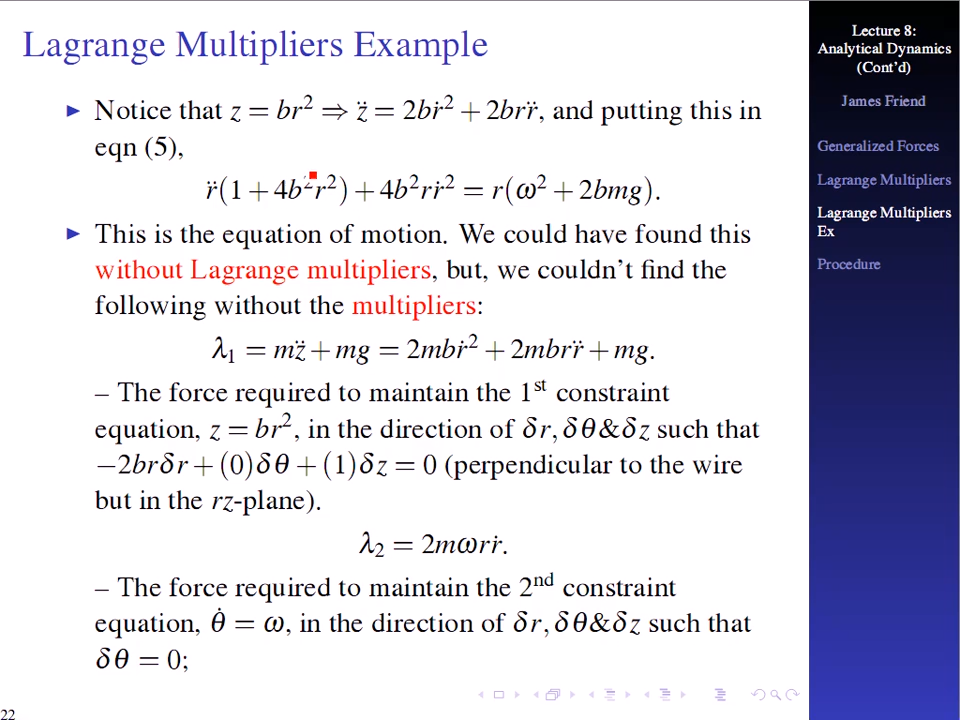 Lagrange Multipliers Example
▶ Notice that z = br² ⇒ z̈ = 2bṙ² + 2brr̈, and putting this in
eqn (5),
r̈(1 + 4b²r²) + 4b²rṙ² = r(ω² + 2bmg).
▶ This is the equation of motion. We could have found this
without Lagrange multipliers, but, we couldn't find the
following without the multipliers:
λ₁ = mz̈ + mg = 2mbṙ² + 2mbrr̈ + mg.
– The force required to maintain the 1st constraint
equation, z = br², in the direction of δr, δθ&δz such that
−2brδr + (0)δθ + (1)δz = 0 (perpendicular to the wire
but in the rz-plane).
λ₂ = 2mωrṙ.
– The force required to maintain the 2nd constraint
equation, θ̇ = ω, in the direction of δr, δθ&δz such that
δθ = 0;
22
Lecture 8:
Analytical Dynamics
(Cont'd)
James Friend
Generalized Forces
Lagrange Multipliers
Lagrange Multipliers
Ex
Procedure